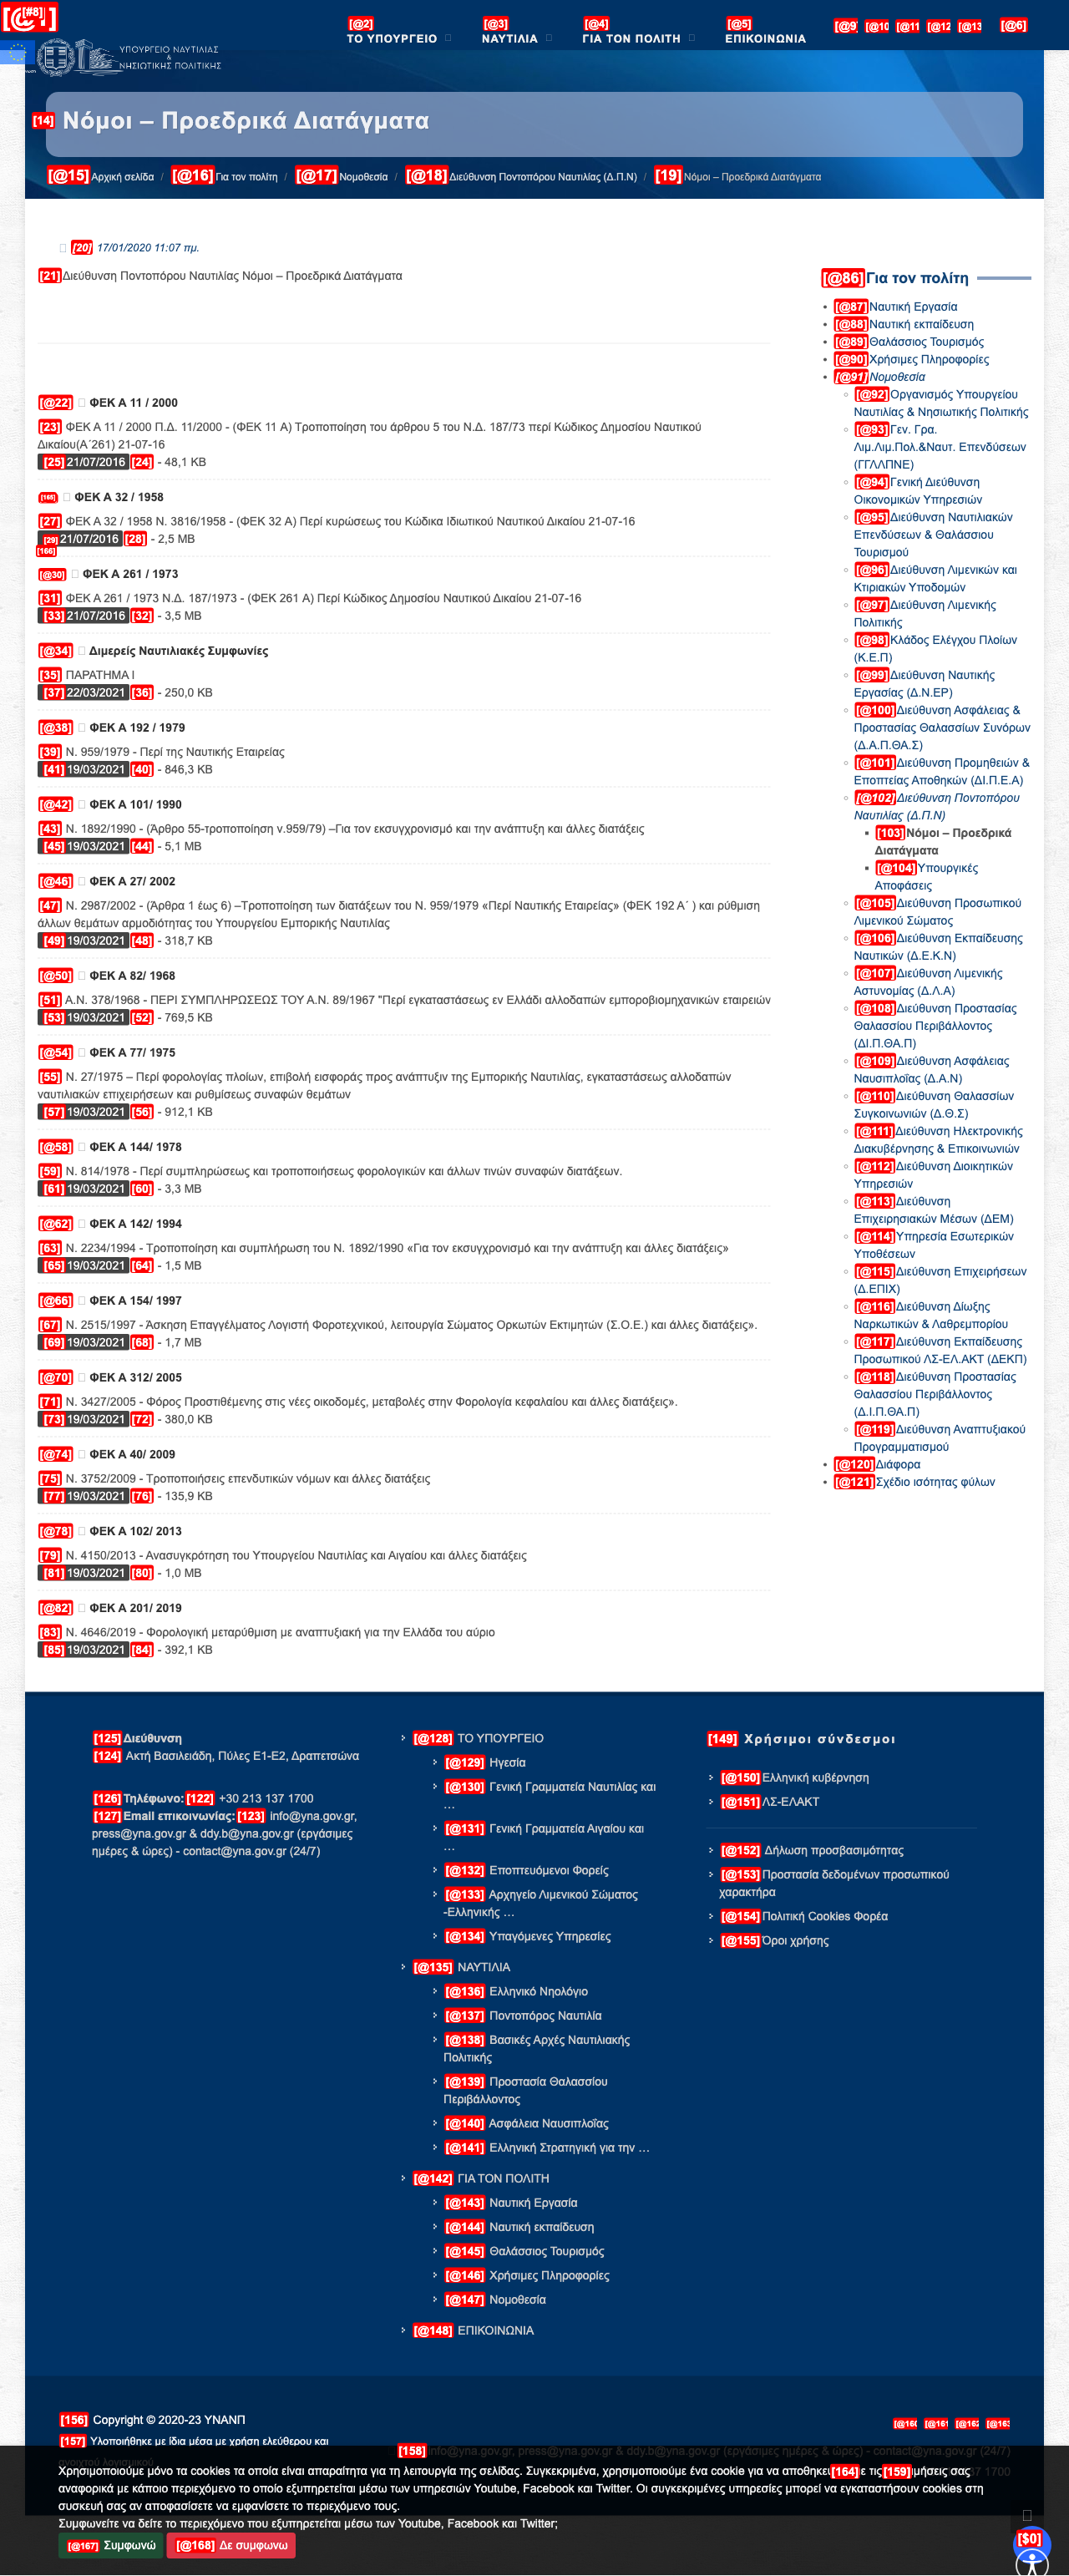 [@1] [#8]
[@2]
ΤΟ ΥΠΟΥΡΓΕΙΟ
[@3]
ΝΑΥΤΙΛΙΑ
[@4]
ΓΙΑ ΤΟΝ ΠΟΛΙΤΗ
[@5]
ΕΠΙΚΟΙΝΩΝΙΑ
[@9 [@10 [@11 [@12 [@13 [@6]
ΥΠΟΥΡΓΕΙΟ ΝΑΥΤΙΛΙΑΣ
&
ΝΗΣΙΩΤΙΚΗΣ ΠΟΛΙΤΙΚΗΣ
[14] Νόμοι – Προεδρικά Διατάγματα
[@15]Αρχική σελίδα / [@16]Για τον πολίτη / [@17]Νομοθεσία / [@18]Διεύθυνση Ποντοπόρου Ναυτιλίας (Δ.Π.Ν) / [19]Νόμοι – Προεδρικά Διατάγματα
[20] 17/01/2020 11:07 πμ.
[21]Διεύθυνση Ποντοπόρου Ναυτιλίας Νόμοι – Προεδρικά Διατάγματα
[@22] ΦΕΚ Α 11 / 2000
[23] ΦΕΚ Α 11 / 2000 Π.Δ. 11/2000 - (ΦΕΚ 11 Α) Τροποποίηση του άρθρου 5 του Ν.Δ. 187/73 περί Κώδικος Δημοσίου Ναυτικού
Δικαίου(Α΄261) 21-07-16
[25] 21/07/2016 [24] - 48,1 KB
[165] ΦΕΚ Α 32 / 1958
[27] ΦΕΚ Α 32 / 1958 Ν. 3816/1958 - (ΦΕΚ 32 Α) Περί κυρώσεως του Κώδικα Ιδιωτικού Ναυτικού Δικαίου 21-07-16
[29] 21/07/2016 [28] - 2,5 MB
[166]
[@30] ΦΕΚ Α 261 / 1973
[31] ΦΕΚ Α 261 / 1973 Ν.Δ. 187/1973 - (ΦΕΚ 261 Α) Περί Κώδικος Δημοσίου Ναυτικού Δικαίου 21-07-16
[33] 21/07/2016 [32] - 3,5 MB
[@34] Διμερείς Ναυτιλιακές Συμφωνίες
[35] ΠΑΡΑΤΗΜΑ Ι
[37] 22/03/2021 [36] - 250,0 KB
[@38] ΦΕΚ Α 192 / 1979
[39] Ν. 959/1979 - Περί της Ναυτικής Εταιρείας
[41] 19/03/2021 [40] - 846,3 KB
[@42] ΦΕΚ Α 101/ 1990
[43] Ν. 1892/1990 - (Άρθρο 55-τροποποίηση ν.959/79) –Για τον εκσυγχρονισμό και την ανάπτυξη και άλλες διατάξεις
[45] 19/03/2021 [44] - 5,1 MB
[@46] ΦΕΚ Α 27/ 2002
[47] Ν. 2987/2002 - (Άρθρα 1 έως 6) –Τροποποίηση των διατάξεων του Ν. 959/1979 «Περί Ναυτικής Εταιρείας» (ΦΕΚ 192 Α΄ ) και ρύθμιση
άλλων θεμάτων αρμοδιότητας του Υπουργείου Εμπορικής Ναυτιλίας
[49] 19/03/2021 [48] - 318,7 KB
[@50] ΦΕΚ Α 82/ 1968
[51] Α.Ν. 378/1968 - ΠΕΡΙ ΣΥΜΠΛΗΡΩΣΕΩΣ ΤΟΥ Α.Ν. 89/1967 "Περί εγκαταστάσεως εν Ελλάδι αλλοδαπών εμποροβιομηχανικών εταιρειών
[53] 19/03/2021 [52] - 769,5 KB
[@54] ΦΕΚ Α 77/ 1975
[55] Ν. 27/1975 – Περί φορολογίας πλοίων, επιβολή εισφοράς προς ανάπτυξιν της Εμπορικής Ναυτιλίας, εγκαταστάσεως αλλοδαπών
ναυτιλιακών επιχειρήσεων και ρυθμίσεως συναφών θεμάτων
[57] 19/03/2021 [56] - 912,1 KB
[@58] ΦΕΚ Α 144/ 1978
[59] Ν. 814/1978 - Περί συμπληρώσεως και τροποποιήσεως φορολογικών και άλλων τινών συναφών διατάξεων.
[61] 19/03/2021 [60] - 3,3 MB
[@62] ΦΕΚ Α 142/ 1994
[63] Ν. 2234/1994 - Τροποποίηση και συμπλήρωση του Ν. 1892/1990 «Για τον εκσυγχρονισμό και την ανάπτυξη και άλλες διατάξεις»
[65] 19/03/2021 [64] - 1,5 MB
[@66] ΦΕΚ Α 154/ 1997
[67] Ν. 2515/1997 - Άσκηση Επαγγέλματος Λογιστή Φοροτεχνικού, λειτουργία Σώματος Ορκωτών Εκτιμητών (Σ.Ο.Ε.) και άλλες διατάξεις».
[69] 19/03/2021 [68] - 1,7 MB
[@70] ΦΕΚ Α 312/ 2005
[71] Ν. 3427/2005 - Φόρος Προστιθέμενης στις νέες οικοδομές, μεταβολές στην Φορολογία κεφαλαίου και άλλες διατάξεις».
[73] 19/03/2021 [72] - 380,0 KB
[@74] ΦΕΚ Α 40/ 2009
[75] Ν. 3752/2009 - Τροποποιήσεις επενδυτικών νόμων και άλλες διατάξεις
[77] 19/03/2021 [76] - 135,9 KB
[@78] ΦΕΚ Α 102/ 2013
[79] Ν. 4150/2013 - Ανασυγκρότηση του Υπουργείου Ναυτιλίας και Αιγαίου και άλλες διατάξεις
[81] 19/03/2021 [80] - 1,0 MB
[@82] ΦΕΚ Α 201/ 2019
[83] Ν. 4646/2019 - Φορολογική μεταρύθμιση με αναπτυξιακή για την Ελλάδα του αύριο
[85] 19/03/2021 [84] - 392,1 KB
[@86]Για τον πολίτη
[@87]Ναυτική Εργασία
[@88]Ναυτική εκπαίδευση
[@89]Θαλάσσιος Τουρισμός
[@90]Χρήσιμες Πληροφορίες
[@91]Νομοθεσία
[@92]Οργανισμός Υπουργείου
Ναυτιλίας & Νησιωτικής Πολιτικής
[@93]Γεν. Γρα.
Λιμ.Λιμ.Πολ.&Ναυτ. Επενδύσεων
(ΓΓΛΛΠΝΕ)
[@94]Γενική Διεύθυνση
Οικονομικών Υπηρεσιών
[@95]Διεύθυνση Ναυτιλιακών
Επενδύσεων & Θαλάσσιου
Τουρισμού
[@96]Διεύθυνση Λιμενικών και
Κτιριακών Υποδομών
[@97]Διεύθυνση Λιμενικής
Πολιτικής
[@98]Κλάδος Ελέγχου Πλοίων
(Κ.Ε.Π)
[@99]Διεύθυνση Ναυτικής
Εργασίας (Δ.Ν.ΕΡ)
[@100]Διεύθυνση Ασφάλειας &
Προστασίας Θαλασσίων Συνόρων
(Δ.Α.Π.ΘΑ.Σ)
[@101]Διεύθυνση Προμηθειών &
Εποπτείας Αποθηκών (ΔΙ.Π.Ε.Α)
[@102]Διεύθυνση Ποντοπόρου
Ναυτιλίας (Δ.Π.Ν)
[103]Νόμοι – Προεδρικά
Διατάγματα
[@104]Υπουργικές
Αποφάσεις
[@105]Διεύθυνση Προσωπικού
Λιμενικού Σώματος
[@106]Διεύθυνση Εκπαίδευσης
Ναυτικών (Δ.Ε.Κ.Ν)
[@107]Διεύθυνση Λιμενικής
Αστυνομίας (Δ.Λ.Α)
[@108]Διεύθυνση Προστασίας
Θαλασσίου Περιβάλλοντος
(ΔΙ.Π.ΘΑ.Π)
[@109]Διεύθυνση Ασφάλειας
Ναυσιπλοΐας (Δ.Α.Ν)
[@110]Διεύθυνση Θαλασσίων
Συγκοινωνιών (Δ.Θ.Σ)
[@111]Διεύθυνση Ηλεκτρονικής
Διακυβέρνησης & Επικοινωνιών
[@112]Διεύθυνση Διοικητικών
Υπηρεσιών
[@113]Διεύθυνση
Επιχειρησιακών Μέσων (ΔΕΜ)
[@114]Υπηρεσία Εσωτερικών
Υποθέσεων
[@115]Διεύθυνση Επιχειρήσεων
(Δ.ΕΠΙΧ)
[@116]Διεύθυνση Δίωξης
Ναρκωτικών & Λαθρεμπορίου
[@117]Διεύθυνση Εκπαίδευσης
Προσωπικού ΛΣ-ΕΛ.ΑΚΤ (ΔΕΚΠ)
[@118]Διεύθυνση Προστασίας
Θαλασσίου Περιβάλλοντος
(Δ.Ι.Π.ΘΑ.Π)
[@119]Διεύθυνση Αναπτυξιακού
Προγραμματισμού
[@120]Διάφορα
[@121]Σχέδιο ισότητας φύλων
[125]Διεύθυνση
[124] Ακτή Βασιλειάδη, Πύλες Ε1-Ε2, Δραπετσώνα
[126]Τηλέφωνο:[122] +30 213 137 1700
[127]Email επικοινωνίας:[123] info@yna.gov.gr,
press@yna.gov.gr & ddy.b@yna.gov.gr (εργάσιμες
ημέρες & ώρες) - contact@yna.gov.gr (24/7)
[@128] ΤΟ ΥΠΟΥΡΓΕΙΟ
[@129] Ηγεσία
[@130] Γενική Γραμματεία Ναυτιλίας και
…
[@131] Γενική Γραμματεία Αιγαίου και
…
[@132] Εποπτευόμενοι Φορείς
[@133] Αρχηγείο Λιμενικού Σώματος
-Ελληνικής …
[@134] Υπαγόμενες Υπηρεσίες
[@135] ΝΑΥΤΙΛΙΑ
[@136] Ελληνικό Νηολόγιο
[@137] Ποντοπόρος Ναυτιλία
[@138] Βασικές Αρχές Ναυτιλιακής
Πολιτικής
[@139] Προστασία Θαλασσίου
Περιβάλλοντος
[@140] Ασφάλεια Ναυσιπλοΐας
[@141] Ελληνική Στρατηγική για την …
[@142] ΓΙΑ ΤΟΝ ΠΟΛΙΤΗ
[@143] Ναυτική Εργασία
[@144] Ναυτική εκπαίδευση
[@145] Θαλάσσιος Τουρισμός
[@146] Χρήσιμες Πληροφορίες
[@147] Νομοθεσία
[@148] ΕΠΙΚΟΙΝΩΝΙΑ
[149] Χρήσιμοι σύνδεσμοι
[@150]Ελληνική κυβέρνηση
[@151]ΛΣ-ΕΛΑΚΤ
[@152] Δήλωση προσβασιμότητας
[@153]Προστασία δεδομένων προσωπικού
χαρακτήρα
[@154]Πολιτική Cookies Φορέα
[@155]Όροι χρήσης
[156] Copyright © 2020-23 ΥΝΑΝΠ
[@160 [@161 [@162 [@163
[157] Υλοποιήθηκε με ίδια μέσα με χρήση ελεύθερου και
ανοιχτού λογισμικού
[158]info@yna.gov.gr, press@yna.gov.gr & ddy.b@yna.gov.gr (εργάσιμες ημέρες & ώρες) - contact@yna.gov.gr (24/7)
Χρησιμοποιούμε μόνο τα cookies τα οποία είναι απαραίτητα για τη λειτουργία της σελίδας. Συγκεκριμένα, χρησιμοποιούμε ένα cookie για να αποθηκεύ [164] ε τις [159] μήσεις σας 37 1700
αναφορικά με κάποιο περιεχόμενο το οποίο εξυπηρετείται μέσω των υπηρεσιών Youtube, Facebook και Twitter. Οι συγκεκριμένες υπηρεσίες μπορεί να εγκαταστήσουν cookies στη
συσκευή σας αν αποφασίσετε να εμφανίσετε το περιεχόμενο τους.
Συμφωνείτε να δείτε το περιεχόμενο που εξυπηρετείται μέσω των Youtube, Facebook και Twitter;
[@167] Συμφωνώ [@168] Δε συμφωνω
[$0]